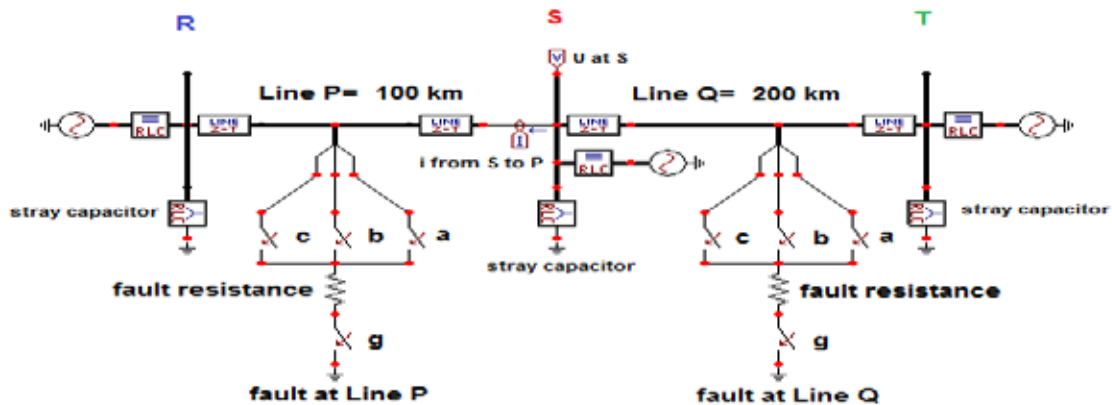 R
S
T
V
U at S
Line P= 100 km
Line Q= 200 km
RLC
LINE
Z-T
LINE
Z-T
LINE
Z-T
LINE
Z-T
RLC
I
i from S to P
RLC
RLC
stray capacitor
RLC
stray capacitor
RLC
stray capacitor
c
b
a
c
b
a
fault resistance
fault resistance
g
g
fault at Line P
fault at Line Q